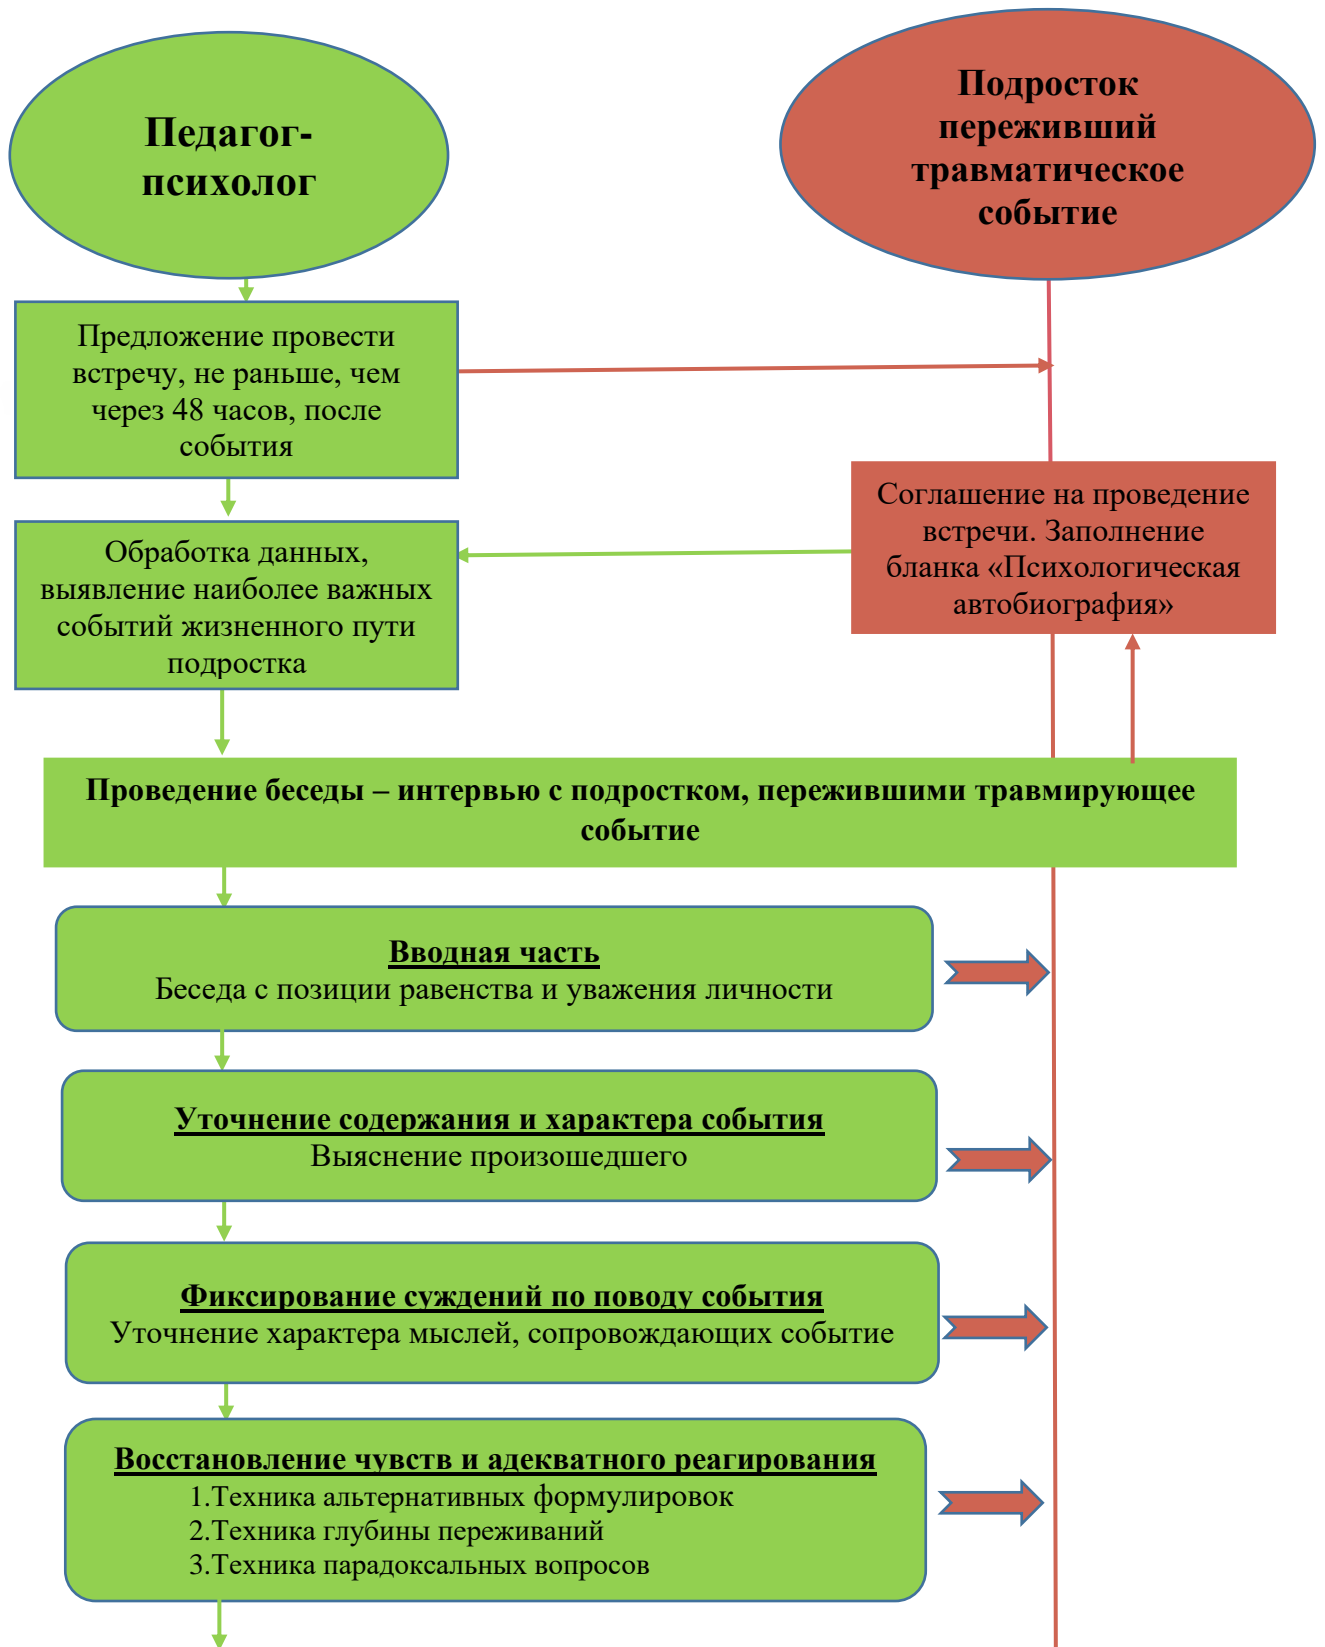 Педагог-
психолог
Подросток
переживший
травматическое
событие
Предложение провести
встречу, не раньше, чем
через 48 часов, после
события
Соглашение на проведение
встречи. Заполнение
бланка «Психологическая
автобиография»
Обработка данных,
выявление наиболее важных
событий жизненного пути
подростка
Проведение беседы – интервью с подростком, пережившими травмирующее
событие
Вводная часть
Беседа с позиции равенства и уважения личности
Уточнение содержания и характера события
Выяснение произошедшего
Фиксирование суждений по поводу события
Уточнение характера мыслей, сопровождающих событие
Восстановление чувств и адекватного реагирования
1.Техника альтернативных формулировок
2.Техника глубины переживаний
3.Техника парадоксальных вопросов